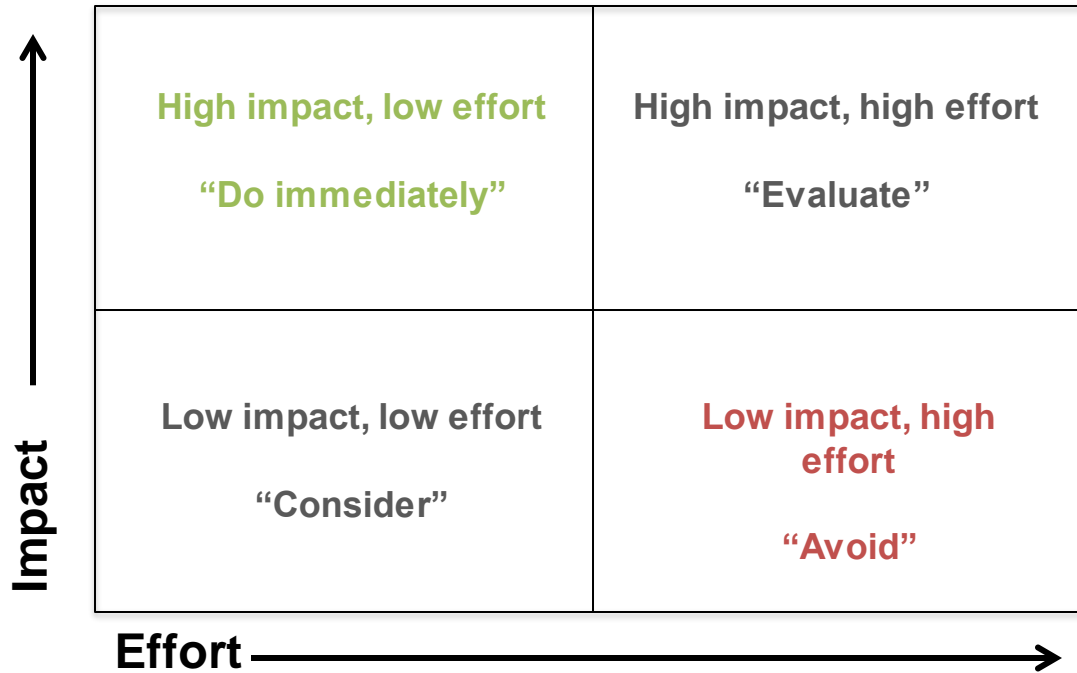 High impact, low effort
“Do immediately”
High impact, high effort
“Evaluate”
Low impact, low effort
“Consider”
Low impact, high
effort
“Avoid”
Impact
Effort